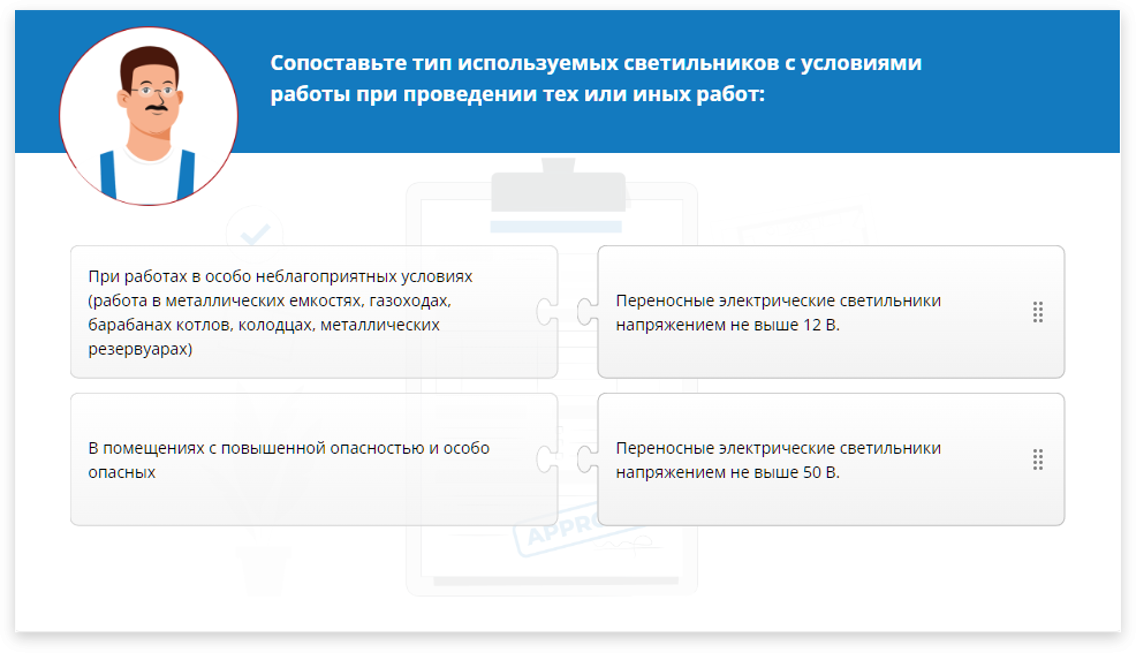 Сопоставьте тип используемых светильников с условиями
работы при проведении тех или иных работ:
При работах в особо неблагоприятных условиях
(работа в металлических емкостях, газоходах,
барабанах котлов, колодцах, металлических
резервуарах)
Переносные электрические светильники
напряжением не выше 12 В.
В помещениях с повышенной опасностью и особо
опасных
Переносные электрические светильники
напряжением не выше 50 В.